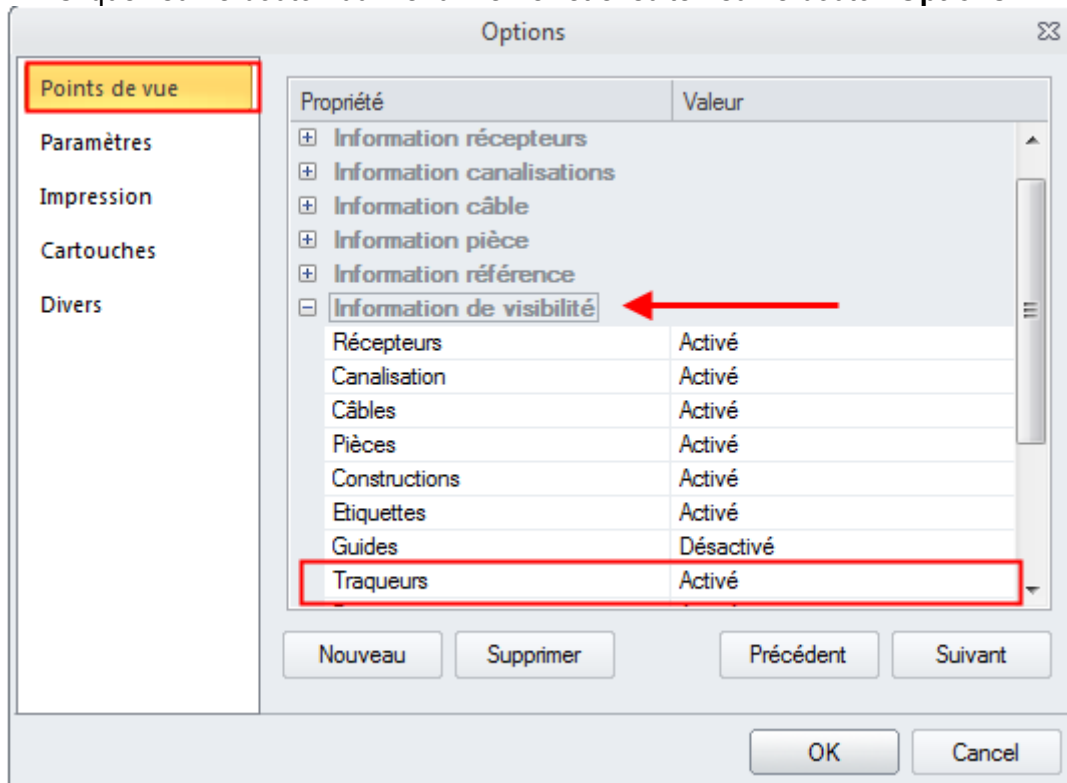 Options
Points de vue
Paramètres
Impression
Cartouches
Divers
Propriété Valeur
Information récepteurs
Information canalisations
Information câble
Information pièce
Information référence
Information de visibilité
Récepteurs Activé
Canalisation Activé
Câbles Activé
Pièces Activé
Constructions Activé
Etiquettes Activé
Guides Désactivé
Traqueurs Activé
Nouveau Supprimer Précédent Suivant
OK Cancel